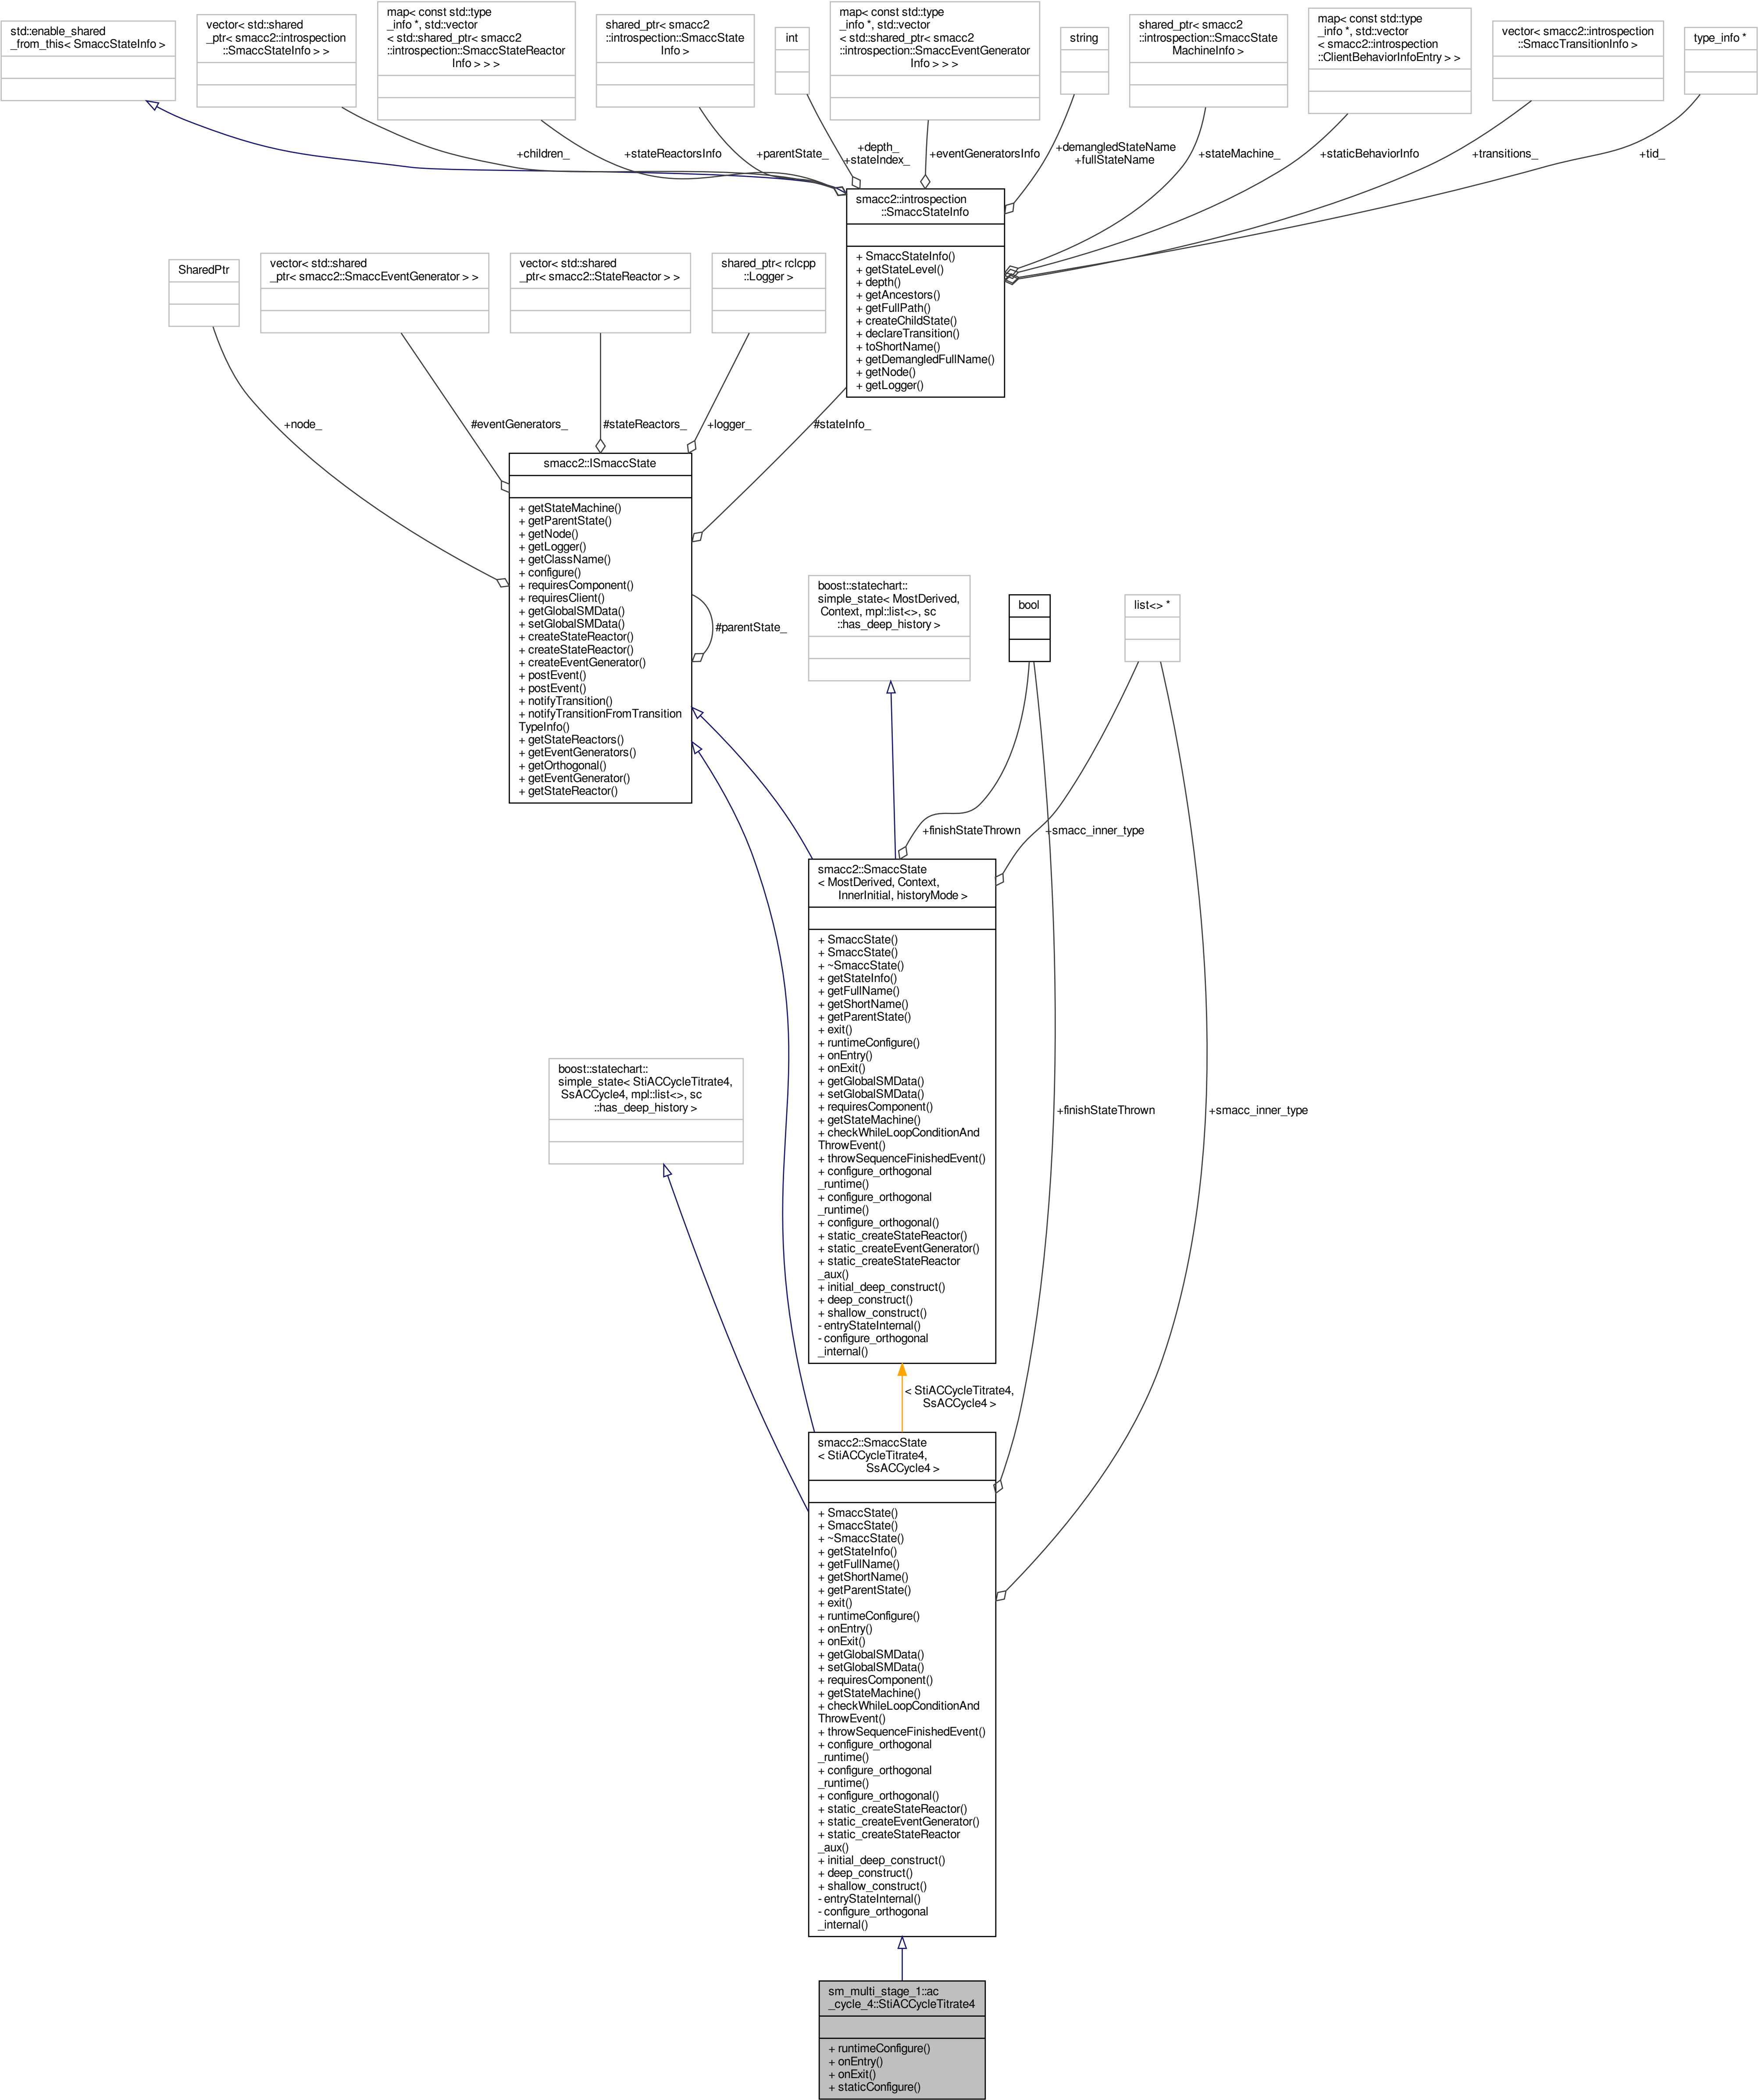 std::enable_shared
_from_this< SmaccStateInfo >
vector< std::shared
_ptr< smacc2::introspection
::SmaccStateInfo > >
map< const std::type
_info *, std::vector
< std::shared_ptr< smacc2
::introspection::SmaccStateReactor
Info > > >
shared_ptr< smacc2
::introspection::SmaccState
Info >
int
map< const std::type
_info *, std::vector
< std::shared_ptr< smacc2
::introspection::SmaccEventGenerator
Info > > >
string
shared_ptr< smacc2
::introspection::SmaccState
MachineInfo >
map< const std::type
_info *, std::vector
< smacc2::introspection
::ClientBehaviorInfoEntry > >
vector< smacc2::introspection
::SmaccTransitionInfo >
type_info *
+children_
+stateReactorsInfo
+parentState_
+depth_
+stateIndex_
+eventGeneratorsInfo
+demangledStateName
+fullStateName
+stateMachine_
+staticBehaviorInfo
+transitions_
+tid_
smacc2::introspection
::SmaccStateInfo
+ SmaccStateInfo()
+ getStateLevel()
+ depth()
+ getAncestors()
+ getFullPath()
+ createChildState()
+ declareTransition()
+ toShortName()
+ getDemangledFullName()
+ getNode()
+ getLogger()
SharedPtr
vector< std::shared
_ptr< smacc2::SmaccEventGenerator > >
vector< std::shared
_ptr< smacc2::StateReactor > >
shared_ptr< rclcpp
::Logger >
+node_
#eventGenerators_
#stateReactors_
+logger_
#stateInfo_
smacc2::ISmaccState
+ getStateMachine()
+ getParentState()
+ getNode()
+ getLogger()
+ getClassName()
+ configure()
+ requiresComponent()
+ requiresClient()
+ getGlobalSMData()
+ setGlobalSMData()
+ createStateReactor()
+ createStateReactor()
+ createEventGenerator()
+ postEvent()
+ postEvent()
+ notifyTransition()
+ notifyTransitionFromTransition
TypeInfo()
+ getStateReactors()
+ getEventGenerators()
+ getOrthogonal()
+ getEventGenerator()
+ getStateReactor()
#parentState_
boost::statechart::
simple_state< MostDerived,
Context, mpl::list<>, sc
::has_deep_history >
bool
list<> *
+finishStateThrown
+smacc_inner_type
smacc2::SmaccState
< MostDerived, Context,
InnerInitial, historyMode >
+ SmaccState()
+ SmaccState()
+ ~SmaccState()
+ getStateInfo()
+ getFullName()
+ getShortName()
+ getParentState()
+ exit()
+ runtimeConfigure()
+ onEntry()
+ onExit()
+ getGlobalSMData()
+ setGlobalSMData()
+ requiresComponent()
+ getStateMachine()
+ checkWhileLoopConditionAnd
ThrowEvent()
+ throwSequenceFinishedEvent()
+ configure_orthogonal
_runtime()
+ configure_orthogonal
_runtime()
+ configure_orthogonal()
+ static_createStateReactor()
+ static_createEventGenerator()
+ static_createStateReactor
_aux()
+ initial_deep_construct()
+ deep_construct()
+ shallow_construct()
- entryStateInternal()
- configure_orthogonal
_internal()
boost::statechart::
simple_state< StiACCycleTitrate4,
SsACCycle4, mpl::list<>, sc
::has_deep_history >
+finishStateThrown
+smacc_inner_type
< StiACCycleTitrate4,
SsACCycle4 >
smacc2::SmaccState
< StiACCycleTitrate4,
SsACCycle4 >
+ SmaccState()
+ SmaccState()
+ ~SmaccState()
+ getStateInfo()
+ getFullName()
+ getShortName()
+ getParentState()
+ exit()
+ runtimeConfigure()
+ onEntry()
+ onExit()
+ getGlobalSMData()
+ setGlobalSMData()
+ requiresComponent()
+ getStateMachine()
+ checkWhileLoopConditionAnd
ThrowEvent()
+ throwSequenceFinishedEvent()
+ configure_orthogonal
_runtime()
+ configure_orthogonal
_runtime()
+ configure_orthogonal()
+ static_createStateReactor()
+ static_createEventGenerator()
+ static_createStateReactor
_aux()
+ initial_deep_construct()
+ deep_construct()
+ shallow_construct()
- entryStateInternal()
- configure_orthogonal
_internal()
sm_multi_stage_1::ac
_cycle_4::StiACCycleTitrate4
+ runtimeConfigure()
+ onEntry()
+ onExit()
+ staticConfigure()